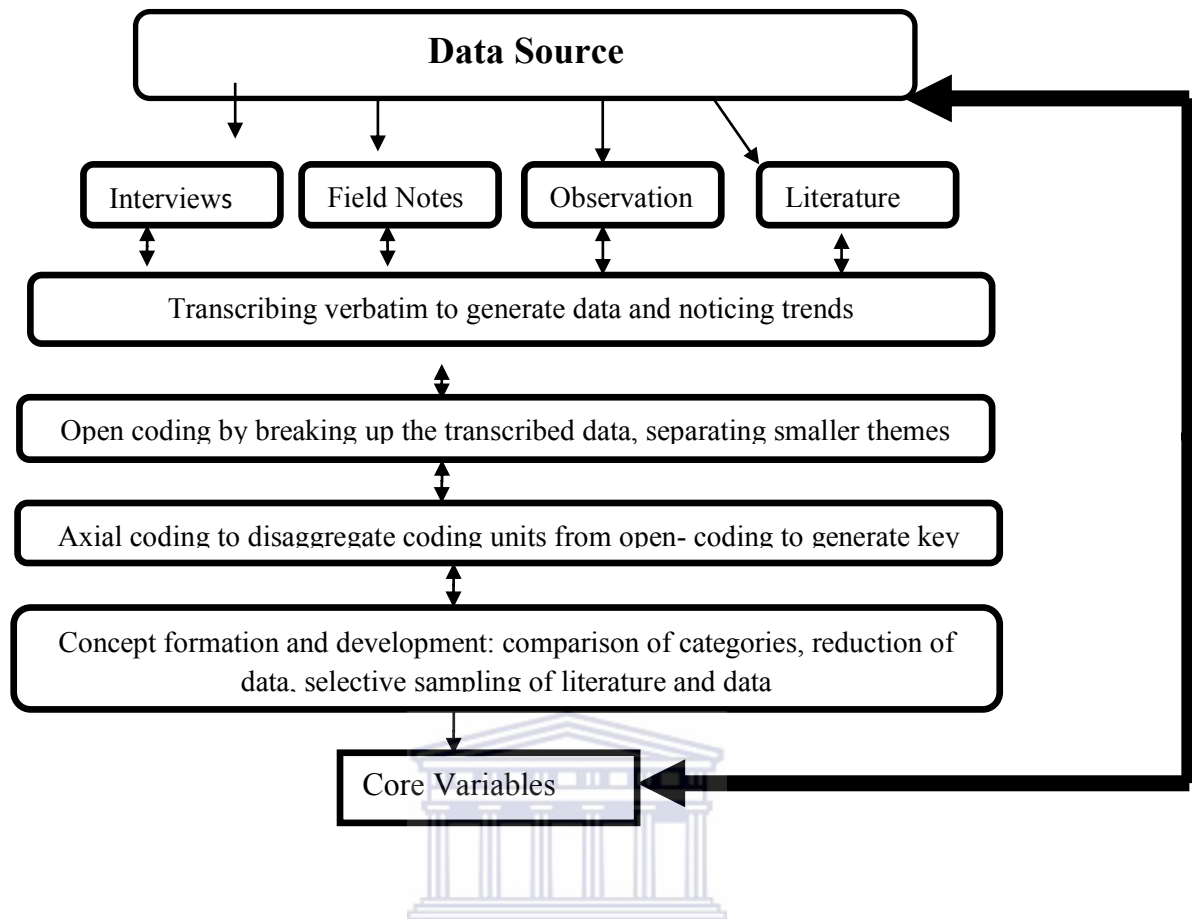 Data Source
Interviews
Field Notes
Observation
Literature
Transcribing verbatim to generate data and noticing trends
Open coding by breaking up the transcribed data, separating smaller themes
Axial coding to disaggregate coding units from open- coding to generate key
Concept formation and development: comparison of categories, reduction of
data, selective sampling of literature and data
Core Variables